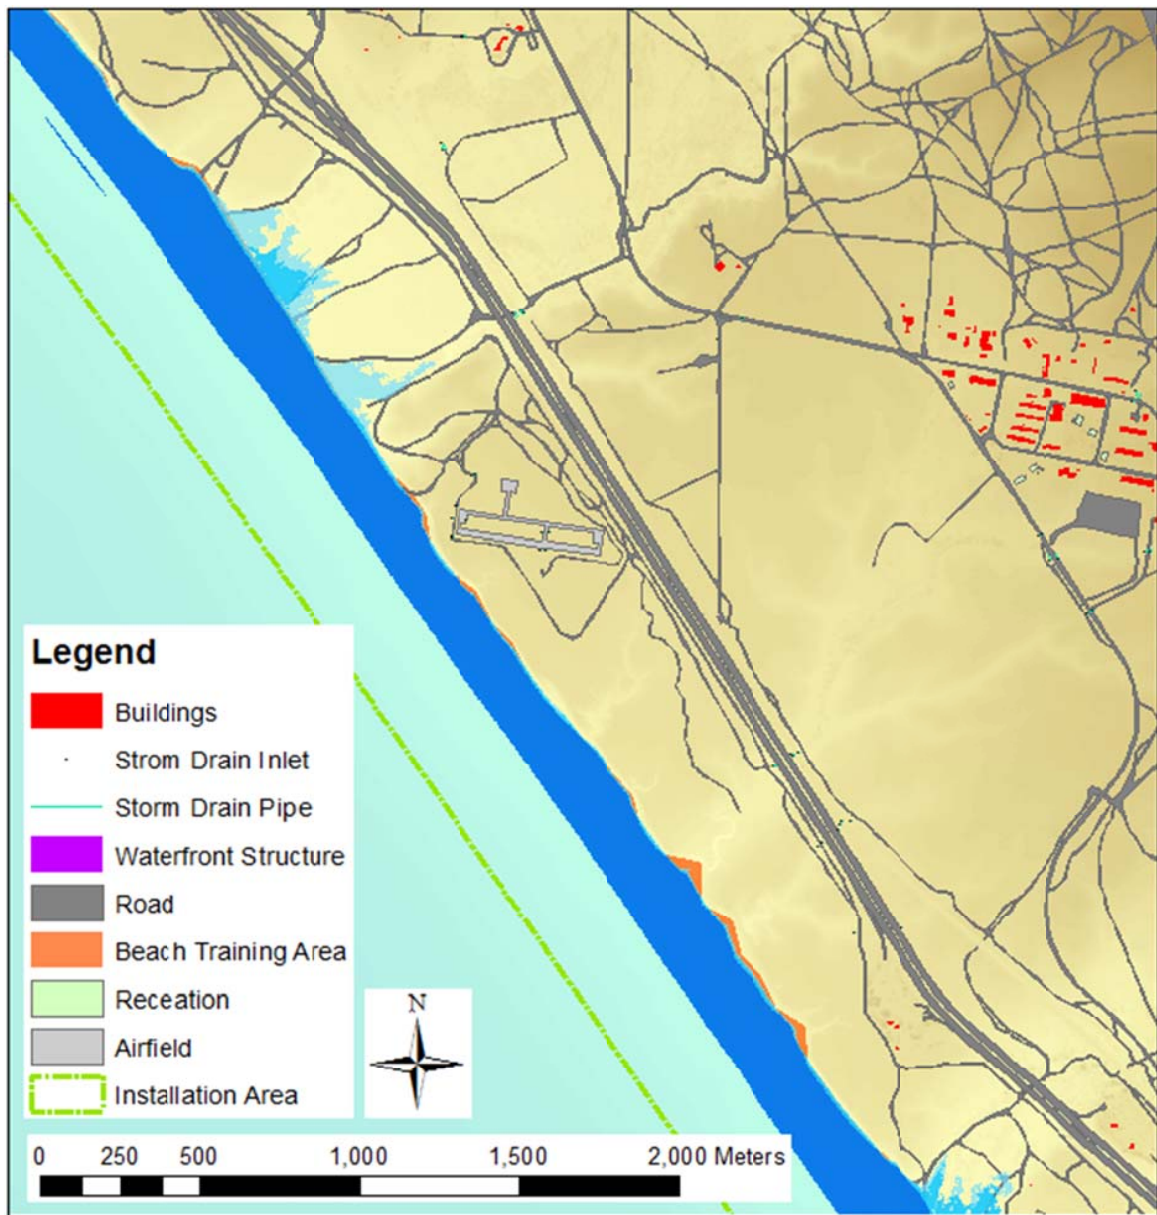 Legend
Buildings
Strom Drain Inlet
Storm Drain Pipe
Waterfront Structure
Road
Beach Training Area
Receation
Airfield
Installation Area
N
0 250 500 1,000 1,500 2,000 Meters